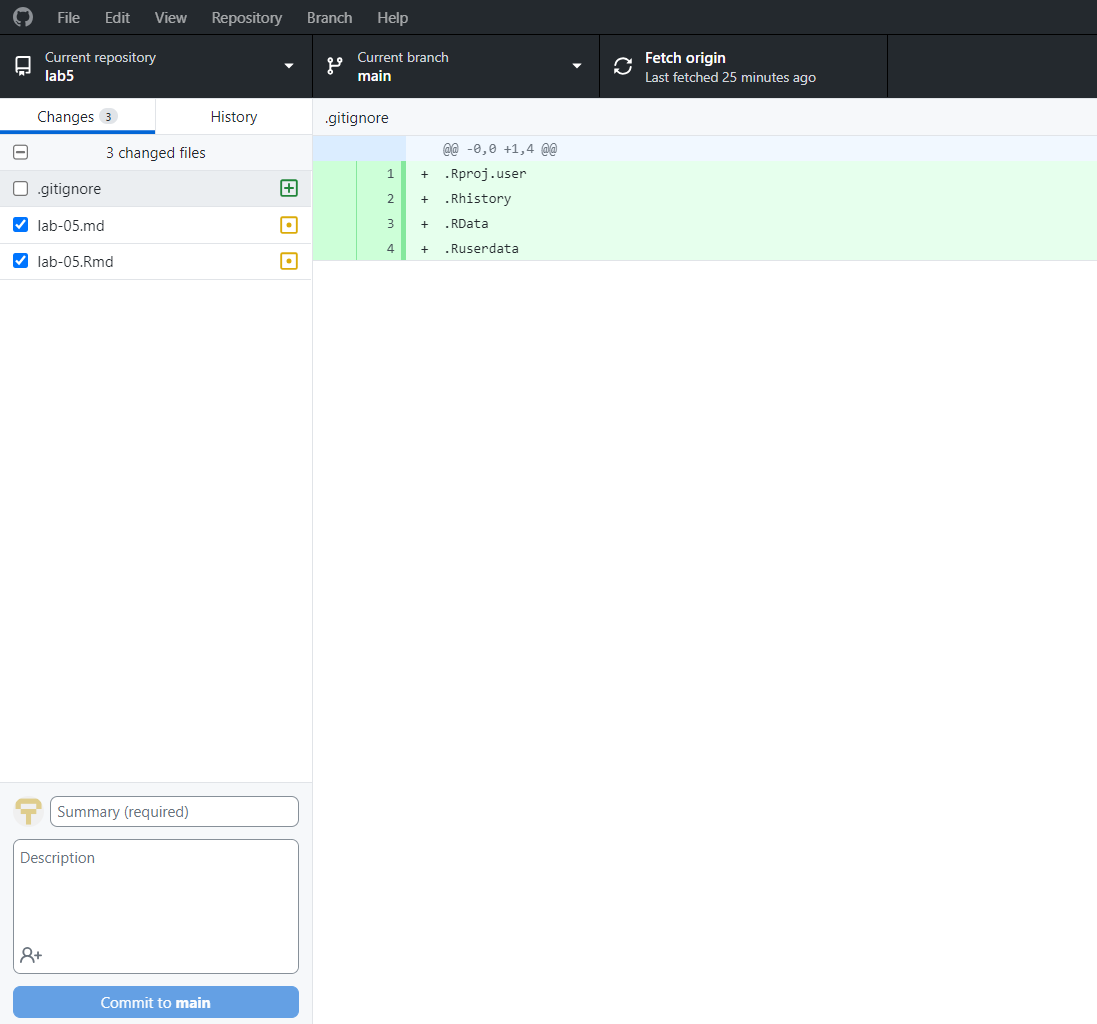 File Edit View Repository Branch Help
Current repository
lab5
Current branch
main
Fetch origin
Last fetched 25 minutes ago
Changes 3
History
3 changed files
.gitignore
lab-05.md
lab-05.Rmd
.gitignore
@@ -0,0 +1,4 @@
1 + .Rproj.user
2 + .Rhistory
3 + .RData
4 + .Ruserdata
Summary (required)
Description
Commit to main